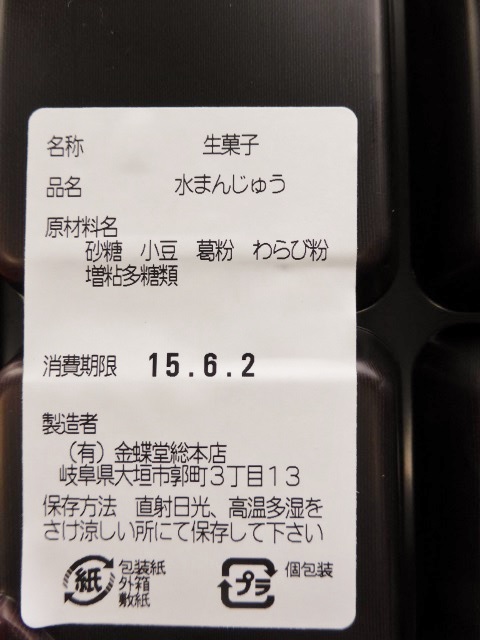 名称 生菓子
品名 水まんじゅう
原材料名
砂糖 小豆 葛粉 わらび粉
増粘多糖類
消費期限 15.6.2
製造者
（有）金蝶堂総本店
岐阜県大垣市郭町3丁目13
保存方法 直射日光、高温多湿を
さけ涼しい所にて保存して下さい
紙 包装紙
外箱
敷紙
プラ 個包装